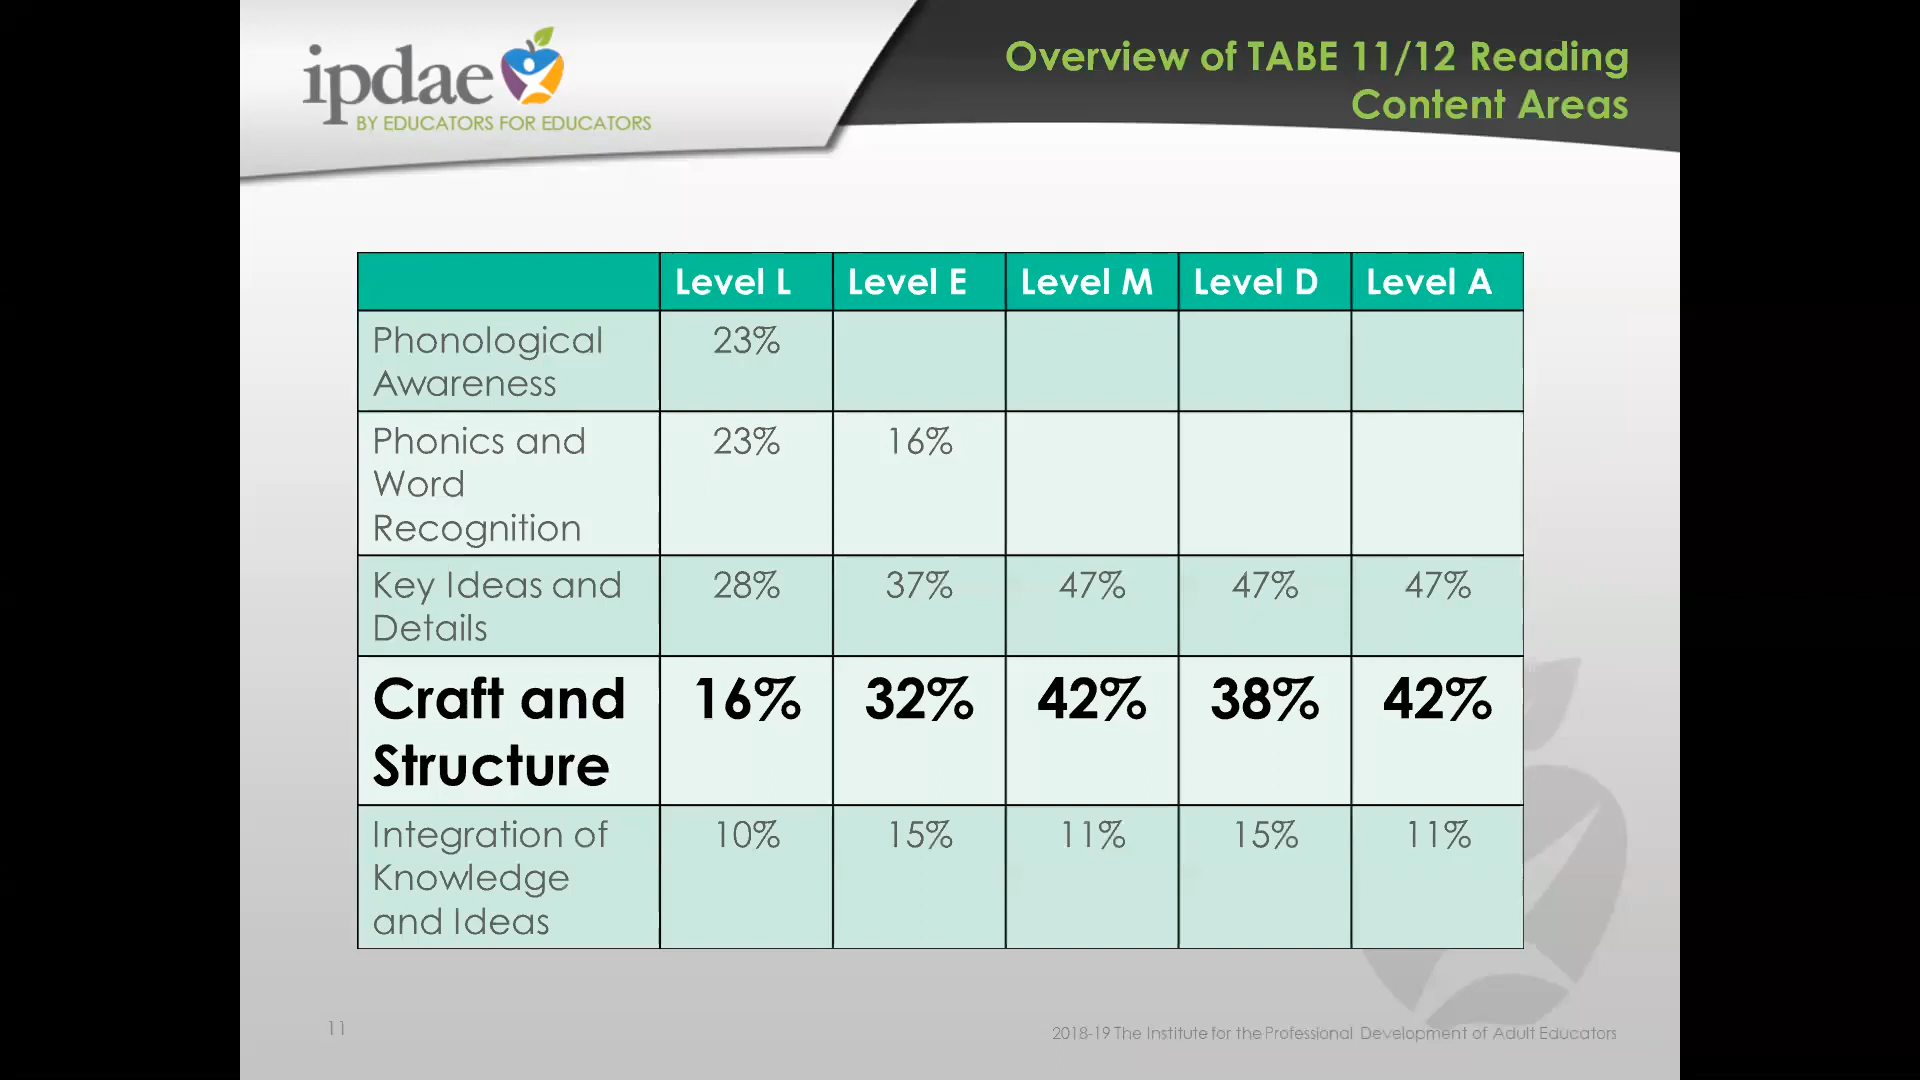 ipdae
BY EDUCATORS FOR EDUCATORS
Overview of TABE 11/12 Reading
Content Areas
Level L Level E Level M Level D Level A
Phonological 23%
Awareness
Phonics and 23% 16%
Word
Recognition
Key Ideas and 28% 37% 47% 47% 47%
Details
Craft and 16% 32% 42% 38% 42%
Structure
Integration of 10% 15% 11% 15% 11%
Knowledge
and Ideas
11
2018-19 The Institute for the Professional Development of Adult Educators